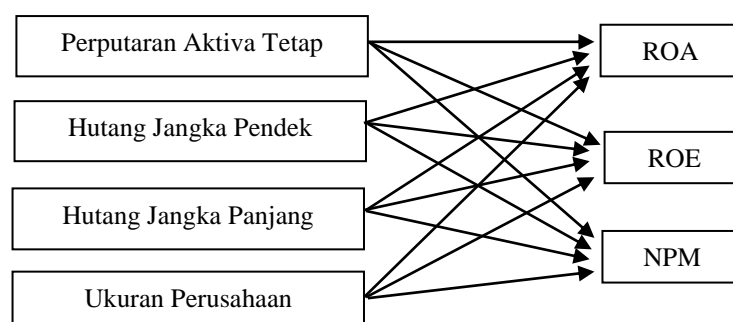 Perputaran Aktiva Tetap
ROA
Hutang Jangka Pendek
ROE
Hutang Jangka Panjang
NPM
Ukuran Perusahaan